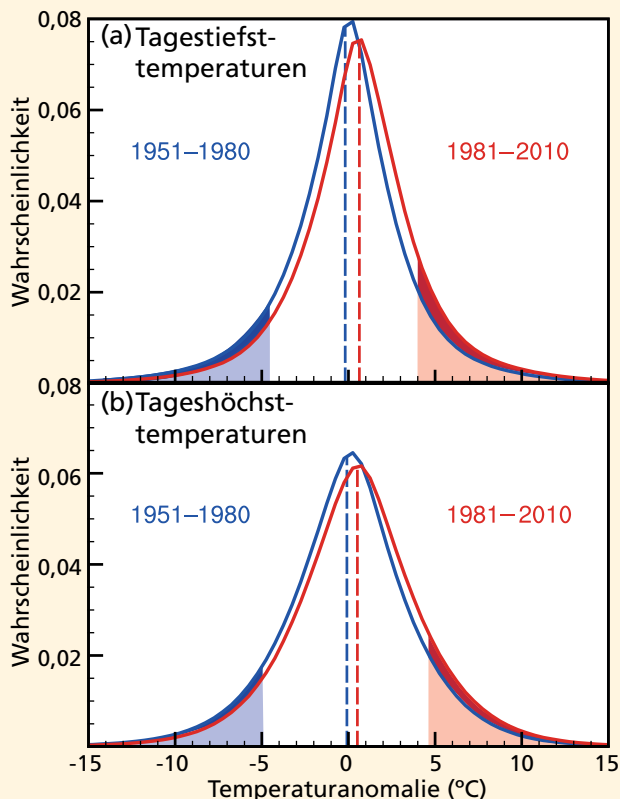 0,08
(a) Tagestiefst-
temperaturen
0,06
1951–1980
1981–2010
0,04
0,02
Wahrscheinlichkeit
0,08
(b) Tageshöchst-
temperaturen
0,06
1951–1980
1981–2010
0,04
0,02
Wahrscheinlichkeit
-15 -10 -5 0 5 10 15
Temperaturanomalie (ºC)